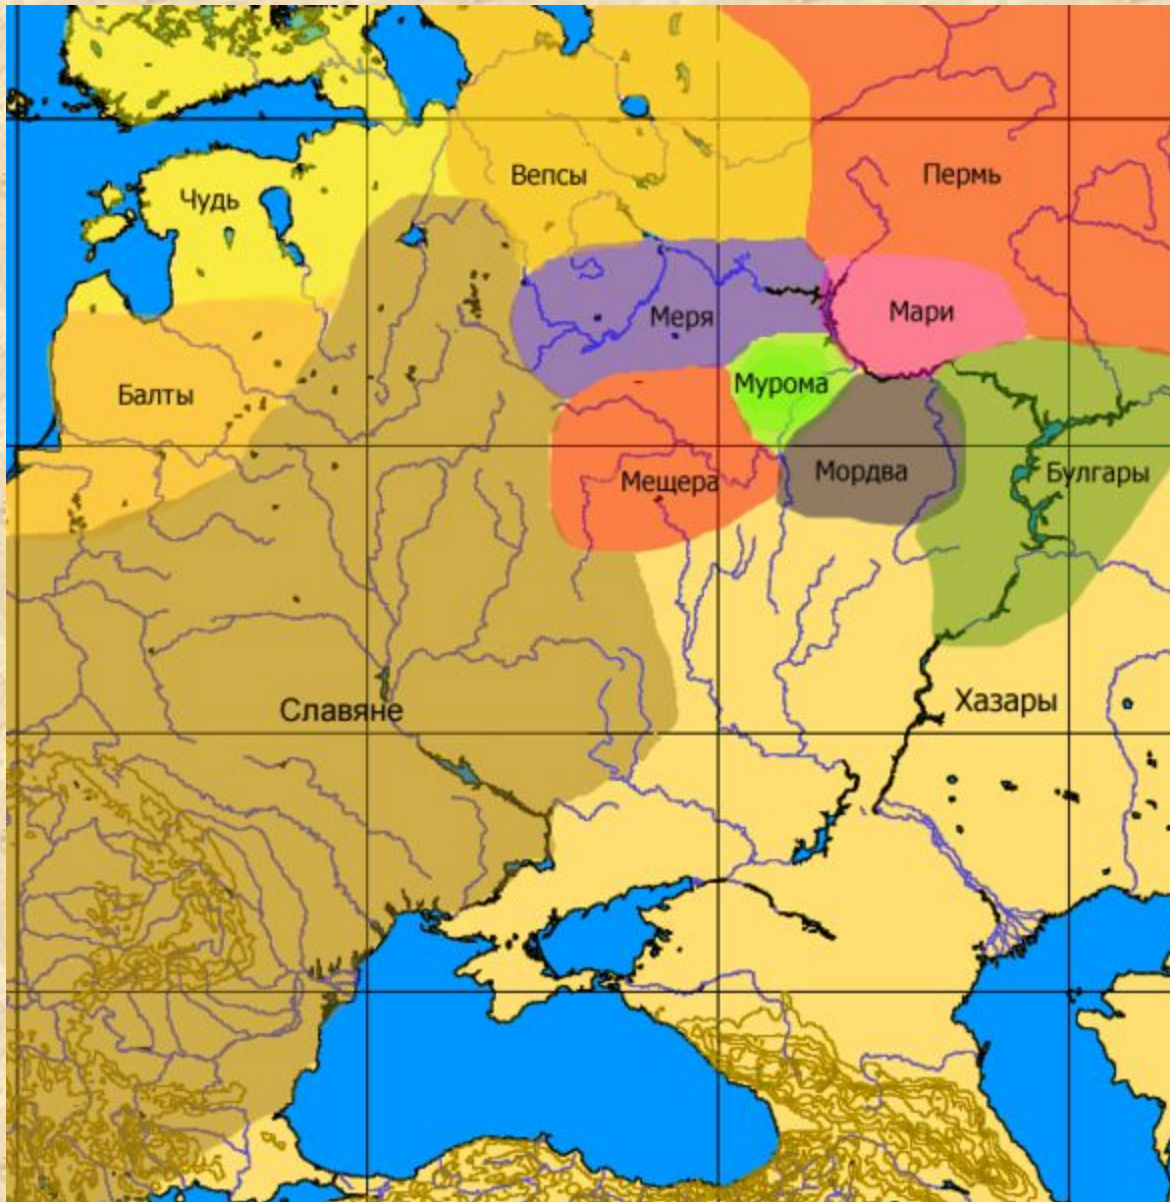 Вепсы
Пермь
Чудь
Меря
Мари
Мурома
Балты
Мещера
Мордва
Булгары
Славяне
Хазары